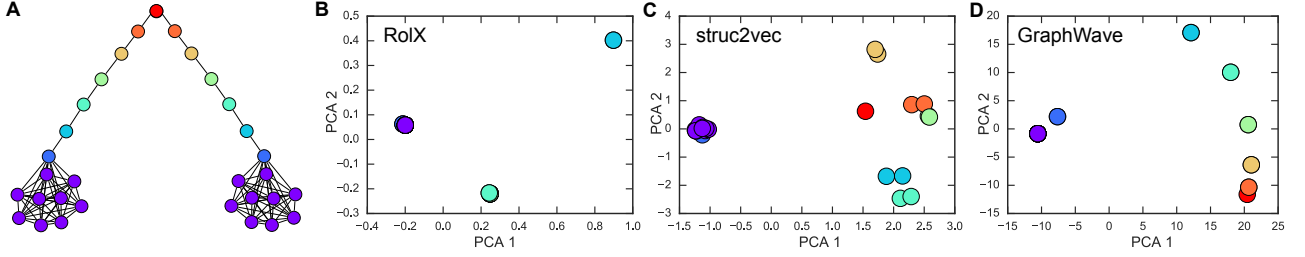 A
B
RolX
PCA 2
0.5
0.4
0.3
0.2
0.1
0.0
−0.1
−0.2
−0.3
−0.4 −0.2 0.0 0.2 0.4 0.6 0.8 1.0
PCA 1
C
struc2vec
PCA 2
4
3
2
1
0
−1
−2
−3
−1.5 −1.0 −0.5 0.0 0.5 1.0 1.5 2.0 2.5 3.0
PCA 1
D
GraphWave
PCA 2
20
15
10
5
0
−5
−10
−15
−15 −10 −5 0 5 10 15 20 25
PCA 1